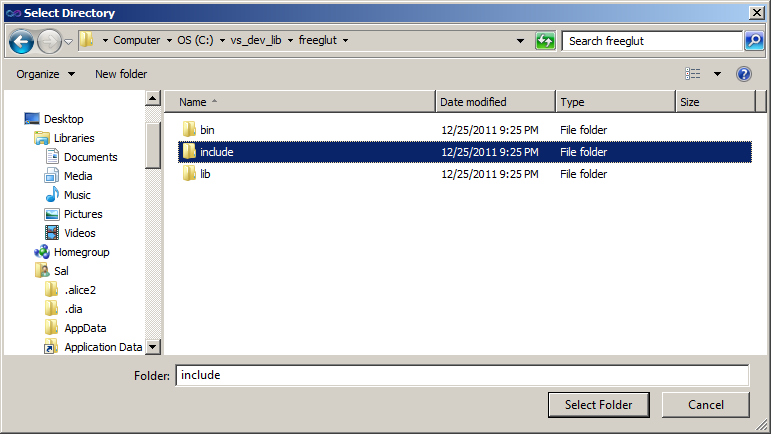 Select Directory
Computer OS (C:) vs_dev_lib freeglut Search freeglut
Organize New folder ?
Name Date modified Type Size
Desktop
Libraries
Documents
Media
Music
Pictures
Videos
Homegroup
Sal
.alice2
.dia
AppData
Application Data
bin 12/25/2011 9:25 PM File folder
include 12/25/2011 9:25 PM File folder
lib 12/25/2011 9:25 PM File folder
Folder: include
Select Folder Cancel